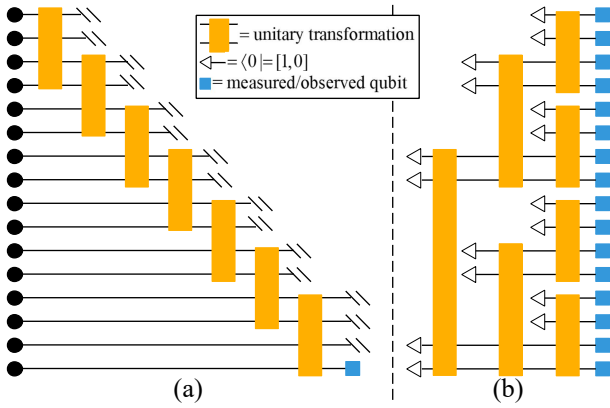 = unitary transformation
= ⟨0|= [1,0]
= measured/observed qubit
(a)
(b)